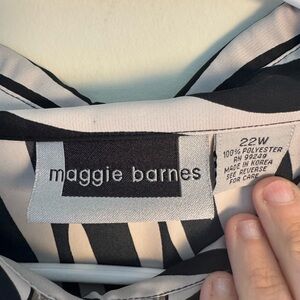 maggie barnes
22W
100% POLYESTER
RN 99249
MADE IN KOREA
SEE REVERSE
FOR CARE